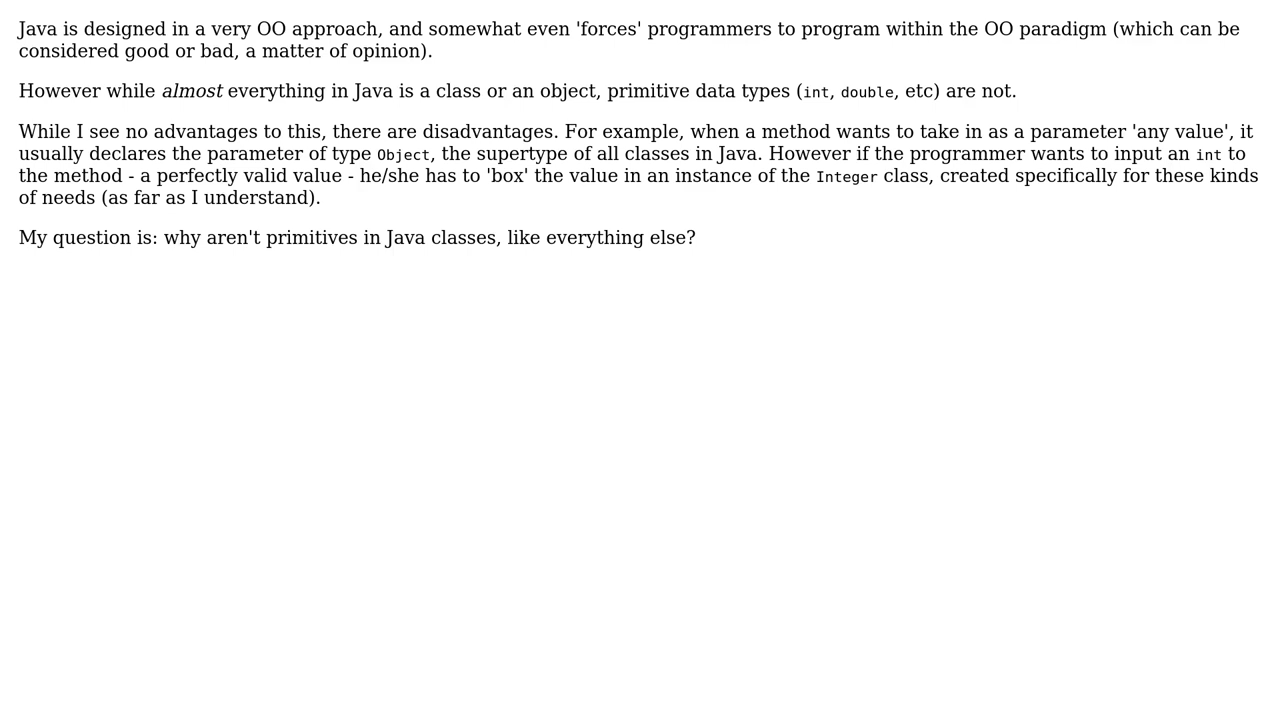 Java is designed in a very OO approach, and somewhat even 'forces' programmers to program within the OO paradigm (which can be
considered good or bad, a matter of opinion).
However while almost everything in Java is a class or an object, primitive data types (int, double, etc) are not.
While I see no advantages to this, there are disadvantages. For example, when a method wants to take in as a parameter 'any value', it
usually declares the parameter of type Object, the supertype of all classes in Java. However if the programmer wants to input an int to
the method - a perfectly valid value - he/she has to 'box' the value in an instance of the Integer class, created specifically for these kinds
of needs (as far as I understand).
My question is: why aren't primitives in Java classes, like everything else?